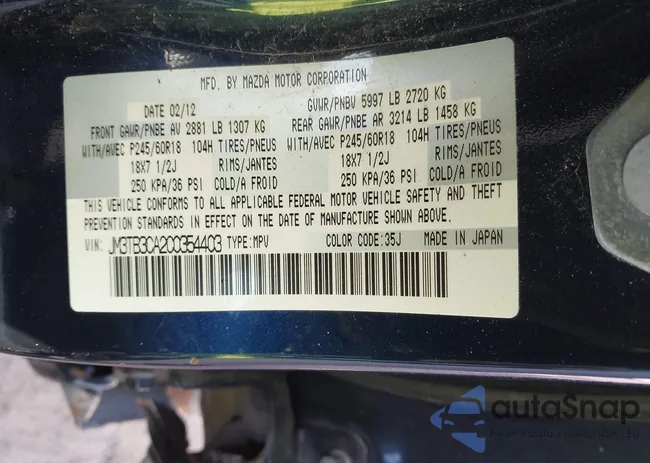 MFD. BY MAZDA MOTOR CORPORATION
DATE 02/12 GVWR/PNBV 5997 LB 2720 KG
FRONT GAWR/PNBE AV 2881 LB 1307 KG REAR GAWR/PNBE AR 3214 LB 1458 KG
WITH/AVEC P245/60R18 104H TIRES/PNEUS WITH/AVEC P245/60R18 104H TIRES/PNEUS
18X7 1/2J RIMS/JANTES 18X7 1/2J RIMS/JANTES
250 KPA/36 PSI COLD/A FROID 250 KPA/36 PSI COLD/A FROID
THIS VEHICLE CONFORMS TO ALL APPLICABLE FEDERAL MOTOR VEHICLE SAFETY AND THEFT
PREVENTION STANDARDS IN EFFECT ON THE DATE OF MANUFACTURE SHOWN ABOVE.
VIN: JM3TB3CA2C0354403 TYPE: MPV COLOR CODE: 35J MADE IN JAPAN
autaSnap